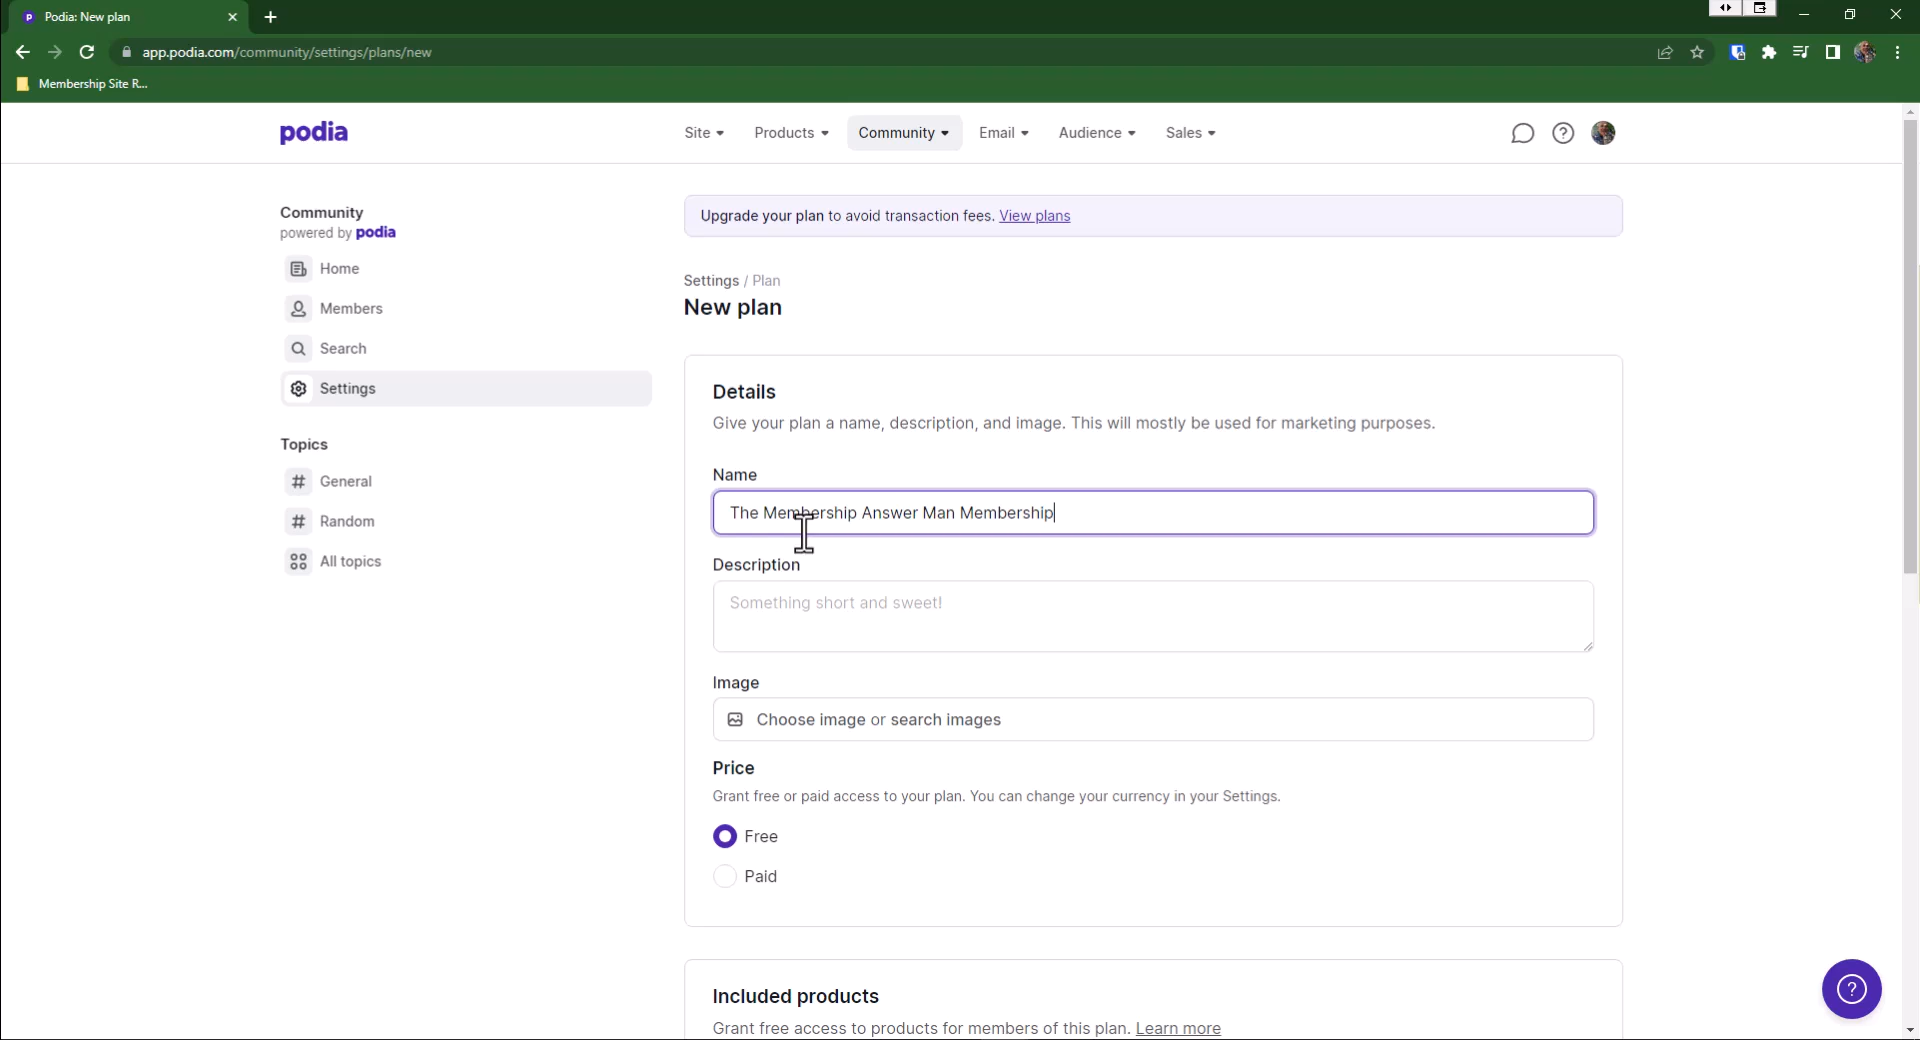 Podia: New plan
app.podia.com/community/settings/plans/new
Membership Site R...
podia
Site
Products
Community
Email
Audience
Sales
Community
powered by podia
Home
Members
Search
Settings
Topics
General
Random
All topics
Upgrade your plan to avoid transaction fees. View plans
Settings / Plan
New plan
Details
Give your plan a name, description, and image. This will mostly be used for marketing purposes.
Name
The Membership Answer Man Membership
Description
Something short and sweet!
Image
Choose image or search images
Price
Grant free or paid access to your plan. You can change your currency in your Settings.
Free
Paid
Included products
Grant free access to products for members of this plan. Learn more